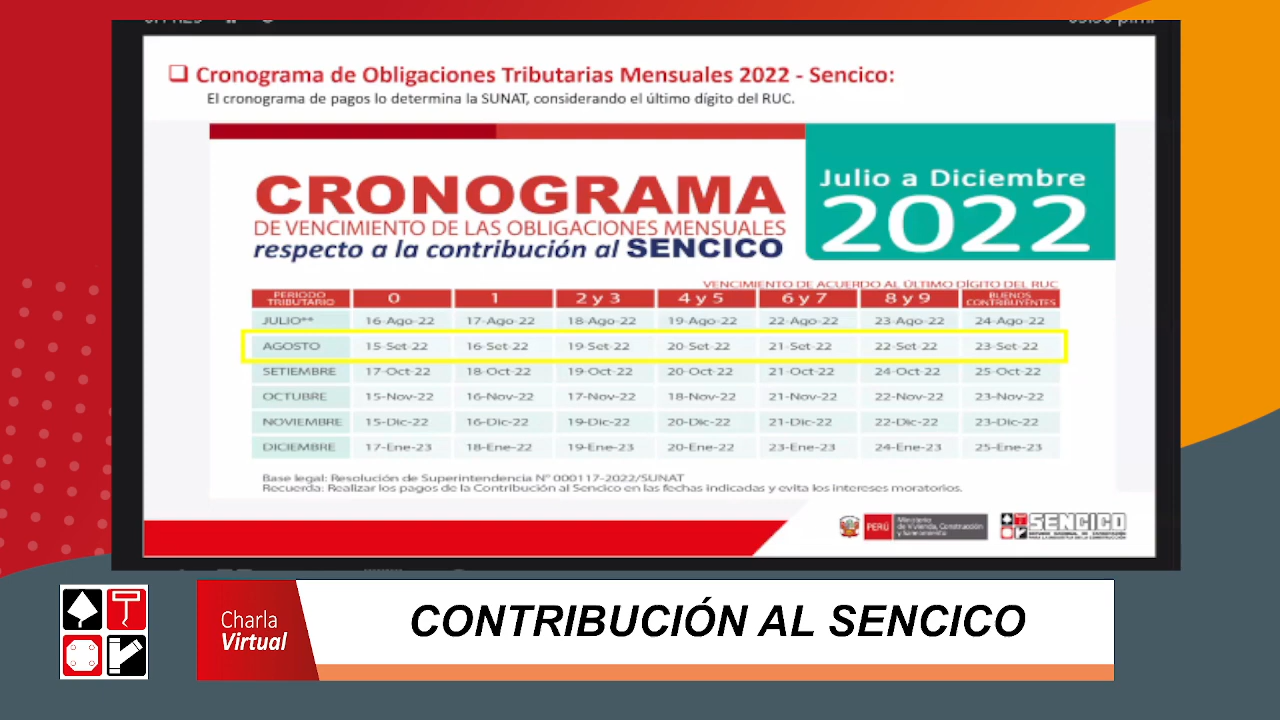 Cronograma de Obligaciones Tributarias Mensuales 2022 - Sencico:
El cronograma de pagos lo determina la SUNAT, considerando el último dígito del RUC.
CRONOGRAMA
DE VENCIMIENTO DE LAS OBLIGACIONES MENSUALES
respecto a la contribución al SENCICO
Julio a Diciembre
2022
VENCIMIENTO DE ACUERDO AL ÚLTIMO DÍGITO DEL RUC
PERIODO TRIBUTARIO 0 1 2 y 3 4 y 5 6 y 7 8 y 9 BUENOS CONTRIBUYENTES
JULIO** 16-Ago-22 17-Ago-22 18-Ago-22 19-Ago-22 22-Ago-22 23-Ago-22 24-Ago-22
AGOSTO 15-Set-22 16-Set-22 19-Set-22 20-Set-22 21-Set-22 22-Set-22 23-Set-22
SETIEMBRE 17-Oct-22 18-Oct-22 19-Oct-22 20-Oct-22 21-Oct-22 24-Oct-22 25-Oct-22
OCTUBRE 15-Nov-22 16-Nov-22 17-Nov-22 18-Nov-22 21-Nov-22 22-Nov-22 23-Nov-22
NOVIEMBRE 15-Dic-22 16-Dic-22 19-Dic-22 20-Dic-22 21-Dic-22 22-Dic-22 23-Dic-22
DICIEMBRE 17-Ene-23 18-Ene-22 19-Ene-23 20-Ene-22 23-Ene-23 24-Ene-23 25-Ene-23
Base legal: Resolución de Superintendencia N° 000117-2022/SUNAT
Recuerda: Realizar los pagos de la Contribución al Sencico en las fechas indicadas y evita los intereses moratorios.
PERÚ
Ministerio
de Vivienda, Construcción
y Saneamiento
SENCICO
Charla
Virtual
CONTRIBUCIÓN AL SENCICO